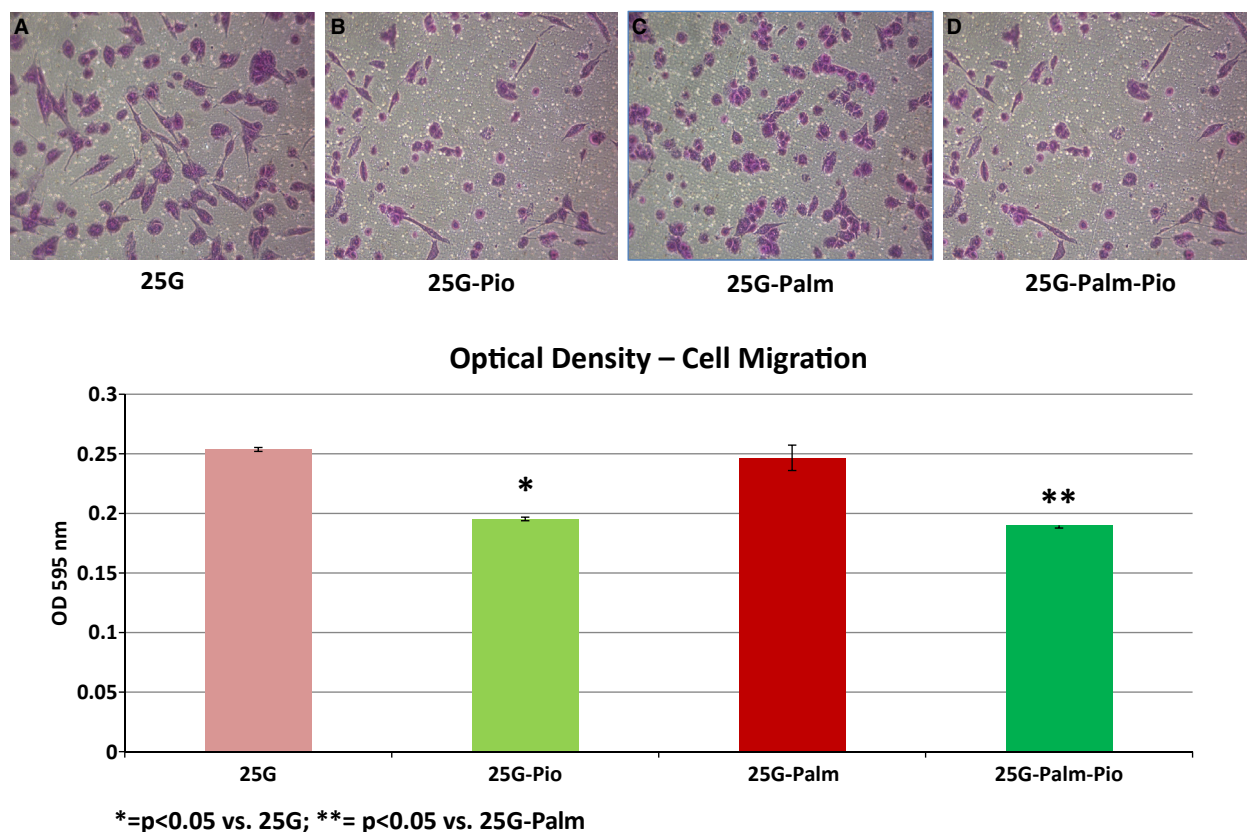 A B C D
25G 25G-Pio 25G-Palm 25G-Palm-Pio
Optical Density – Cell Migration
0.3
0.25
0.2
0.15
0.1
0.05
0
OD 595 nm
*
**
25G 25G-Pio 25G-Palm 25G-Palm-Pio
*=p<0.05 vs. 25G; **= p<0.05 vs. 25G-Palm